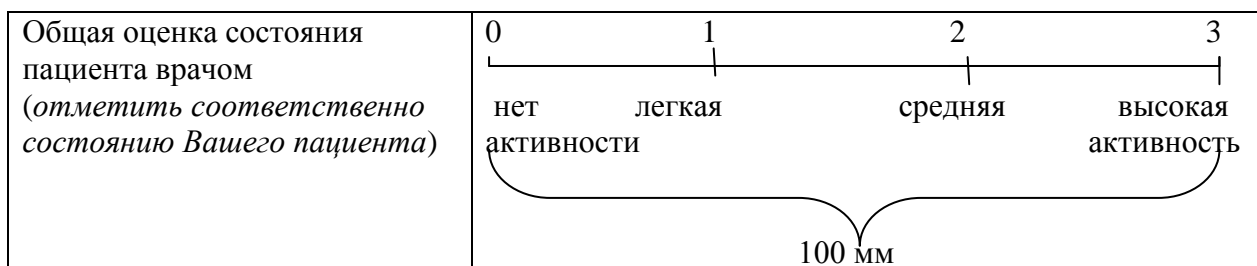 Общая оценка состояния
пациента врачом
(отметить соответственно
состоянию Вашего пациента)
0 1 2 3
нет легкая средняя высокая
активности активность
100 мм